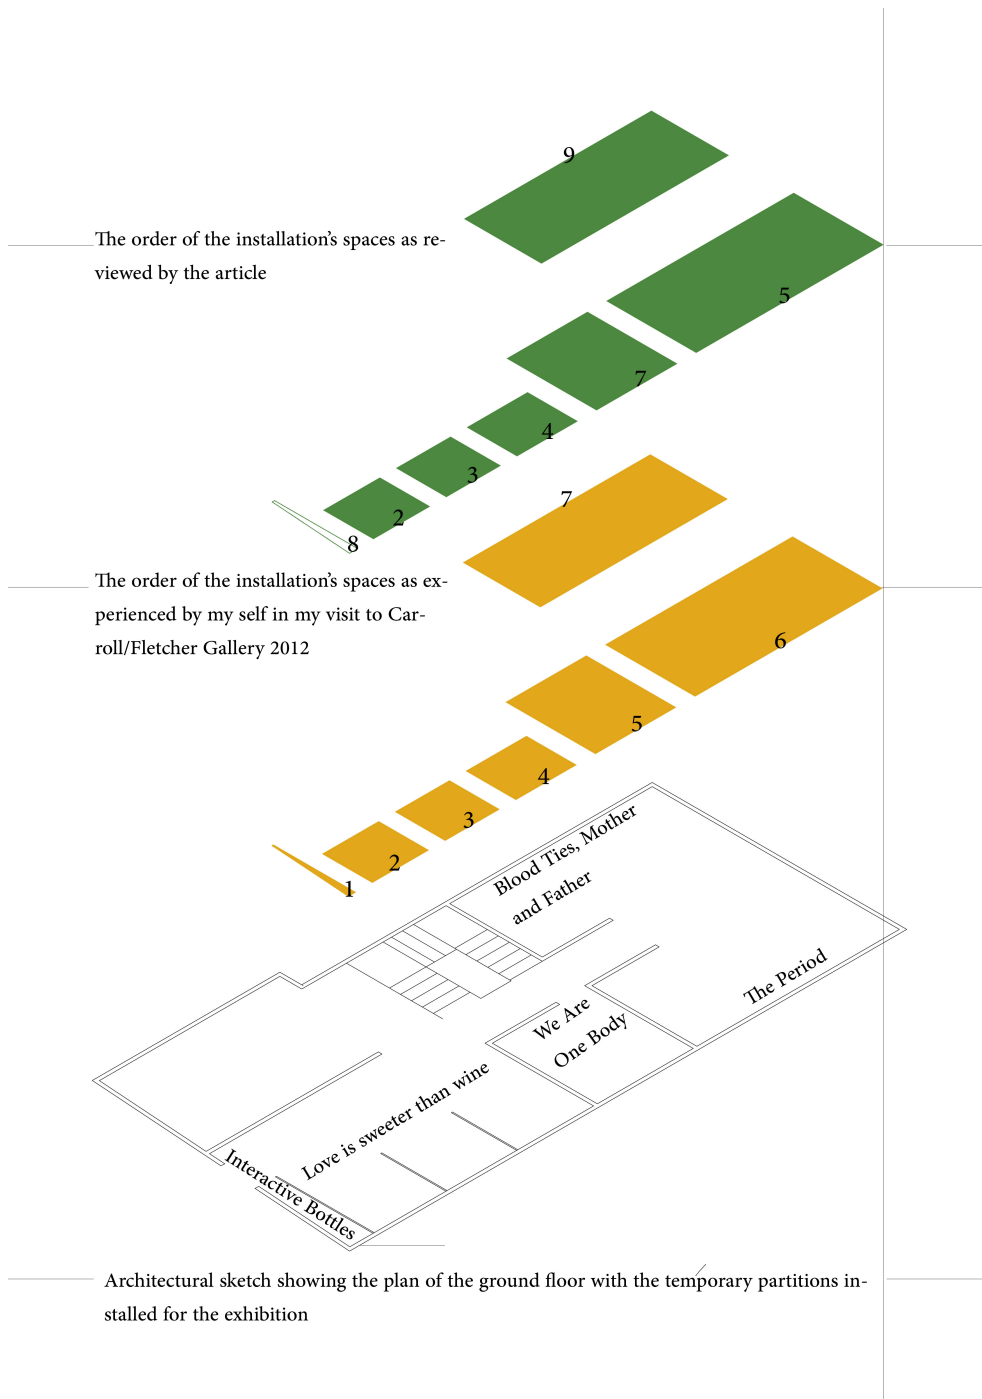 9
The order of the installation’s spaces as re-
viewed by the article
5
7
4
3
2
8
7
The order of the installation’s spaces as ex-
perienced by my self in my visit to Car-
roll/Fletcher Gallery 2012
6
5
4
3
2
1
Blood Ties, Mother
and Father
The Period
We Are
One Body
Love is sweeter than wine
Interactive Bottles
Architectural sketch showing the plan of the ground floor with the temporary partitions in-
stalled for the exhibition